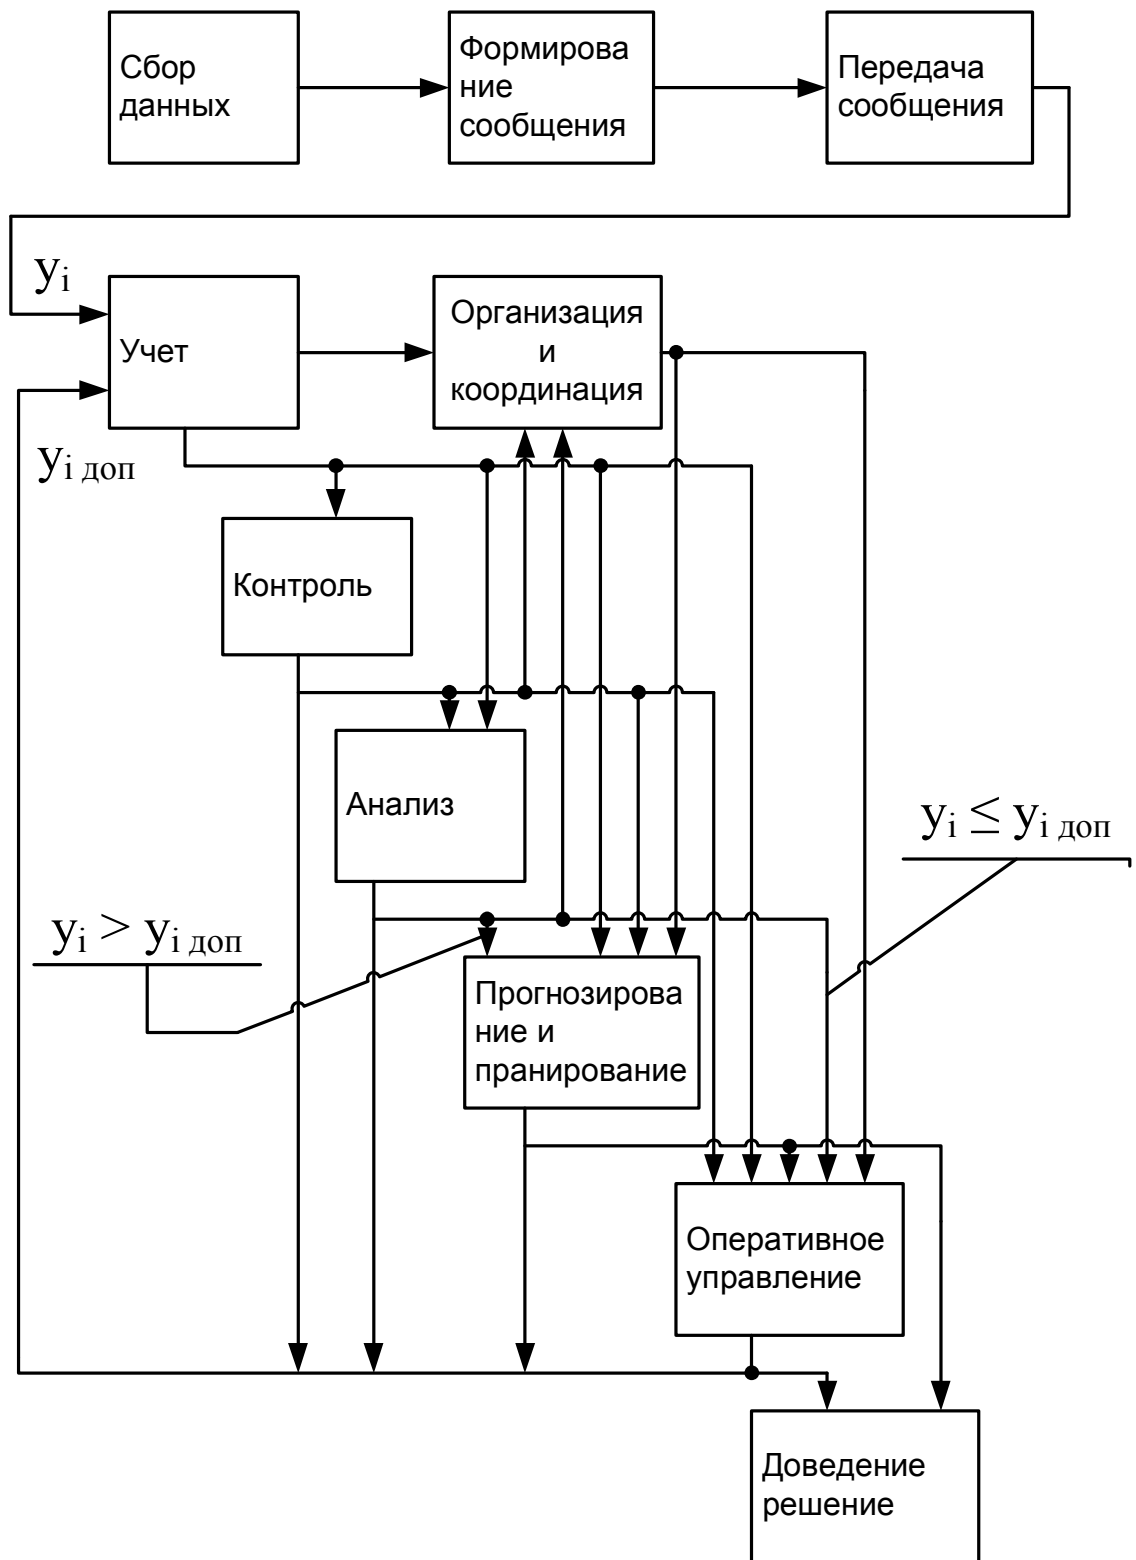 Сбор
данных
Формирова
ние
сообщения
Передача
сообщения
yi
Учет
Организация
и
координация
yi доп
Контроль
Анализ
yi ≤ yi доп
yi > yi доп
Прогнозирова
ние и
пранирование
Оперативное
управление
Доведение
решение